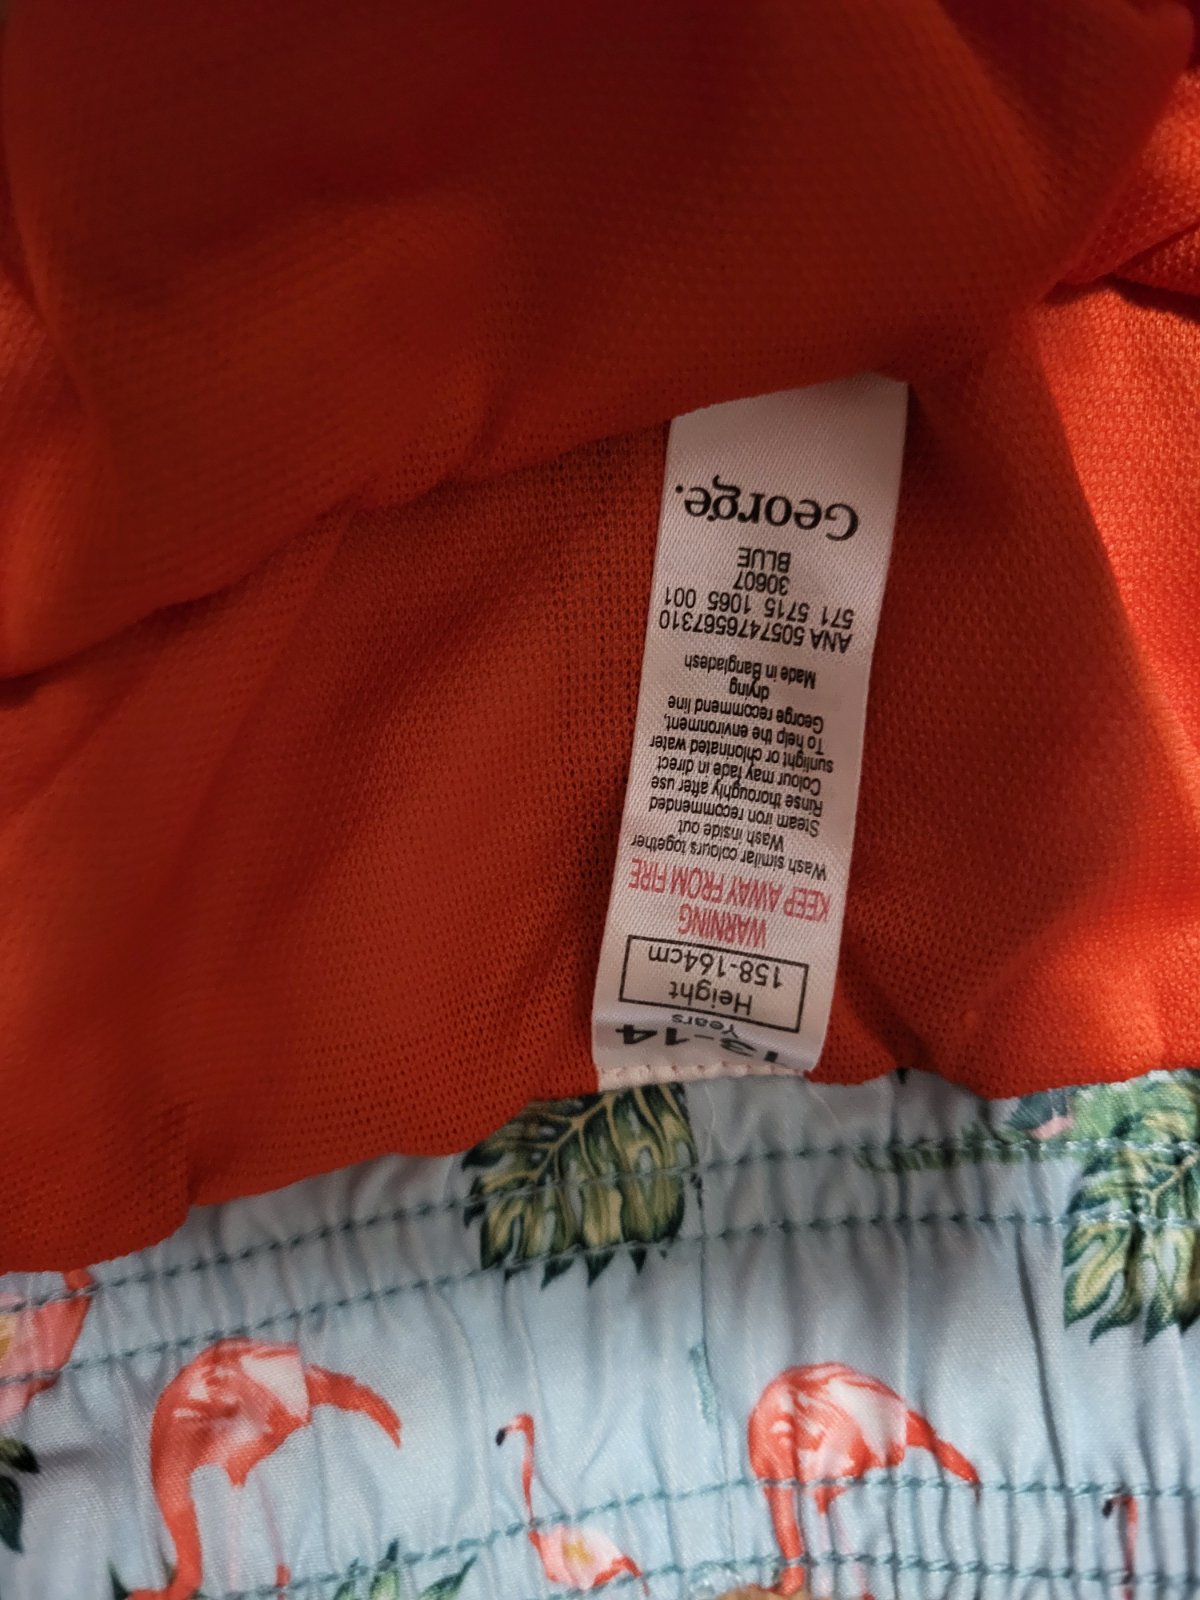 13-14
Years
Height
158-164cm
WARNING
KEEP AWAY FROM FIRE
Wash similar colours together
Wash inside out
Steam iron recommended
Rinse thoroughly after use
Colour may fade in direct
sunlight or chlorinated water
To help the environment,
George recommend line
drying
Made in Bangladesh
ANA 5057476567310
571 5715 1065 001
30607
BLUE
George.